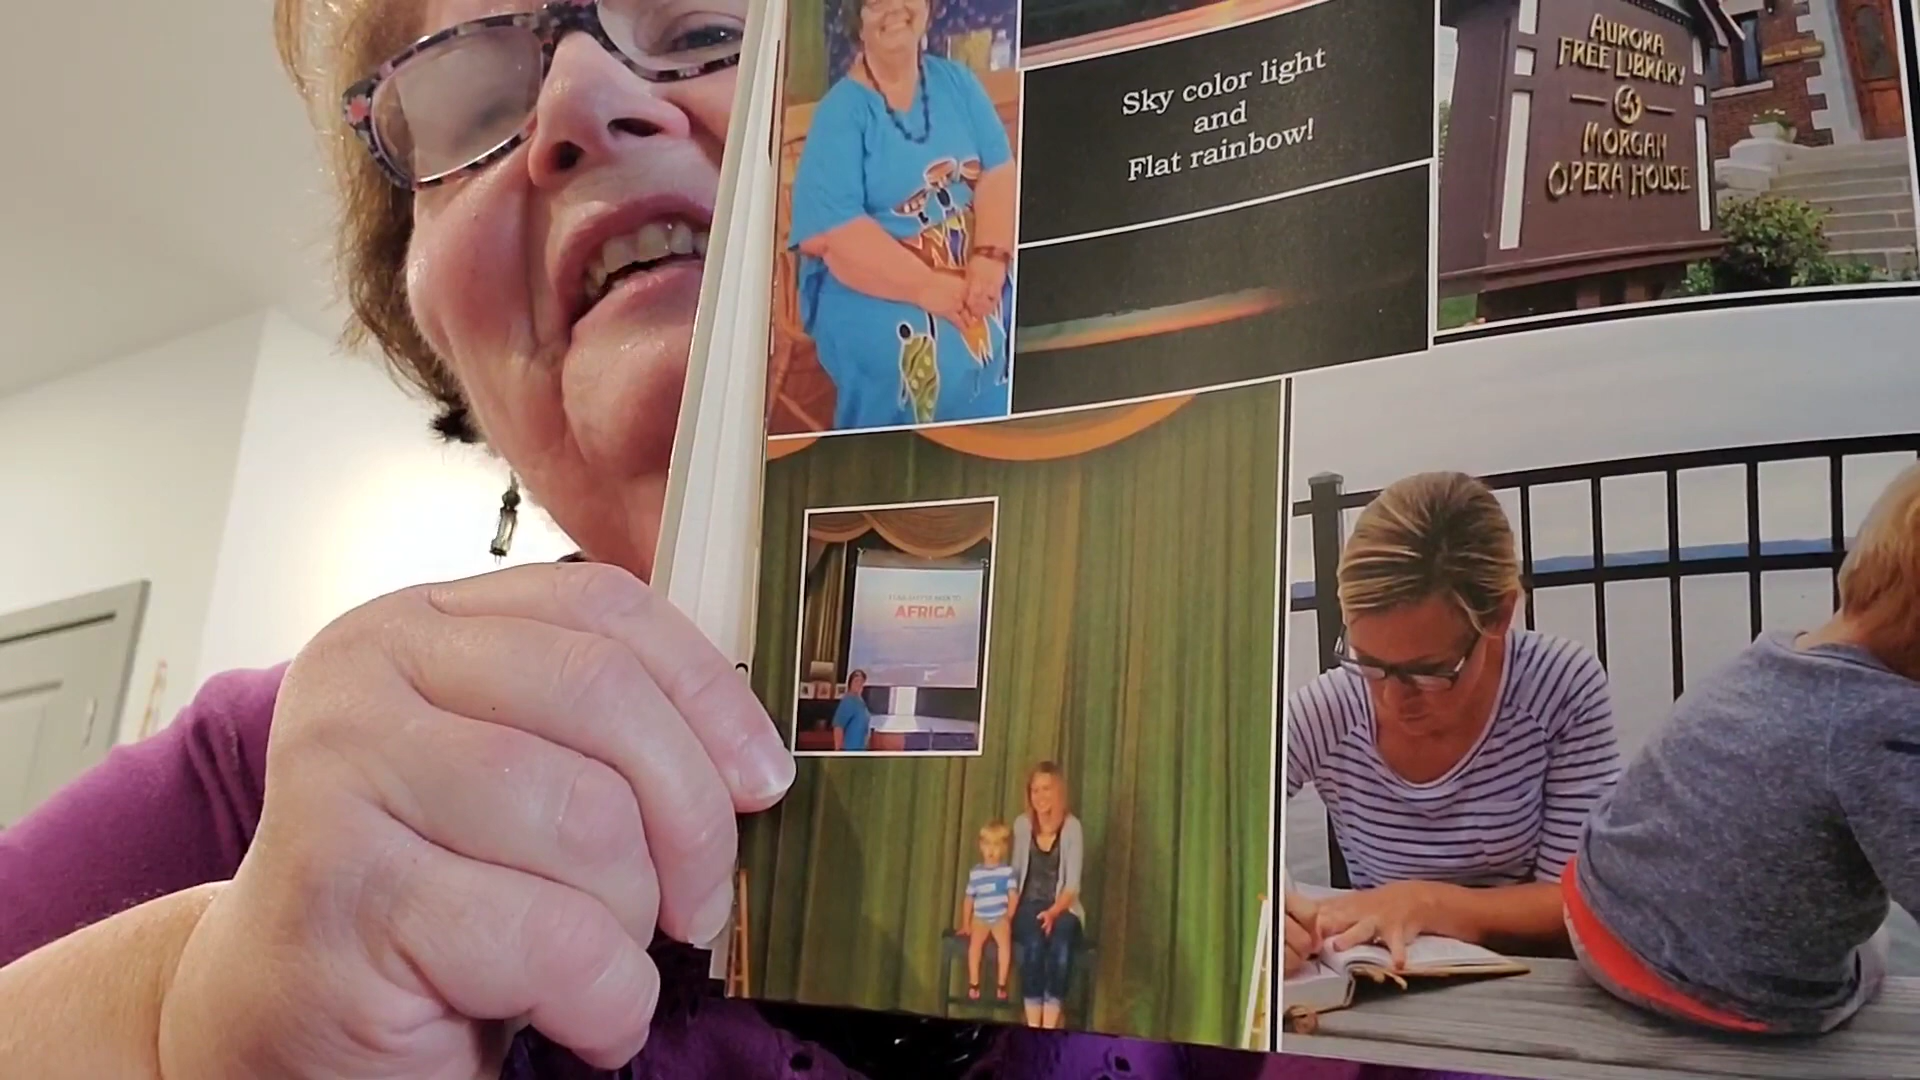 Sky color light
and
Flat rainbow!
AURORA
FREE LIBRARY
MORGAN
OPERA HOUSE
AFRICA